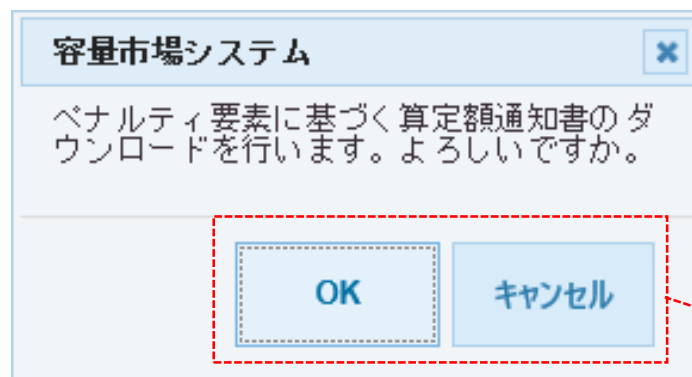 容量市場システム
ペナルティ要素に基づく算定額通知書のダ
ウンロードを行います。よろしいですか。
OK
キャンセル